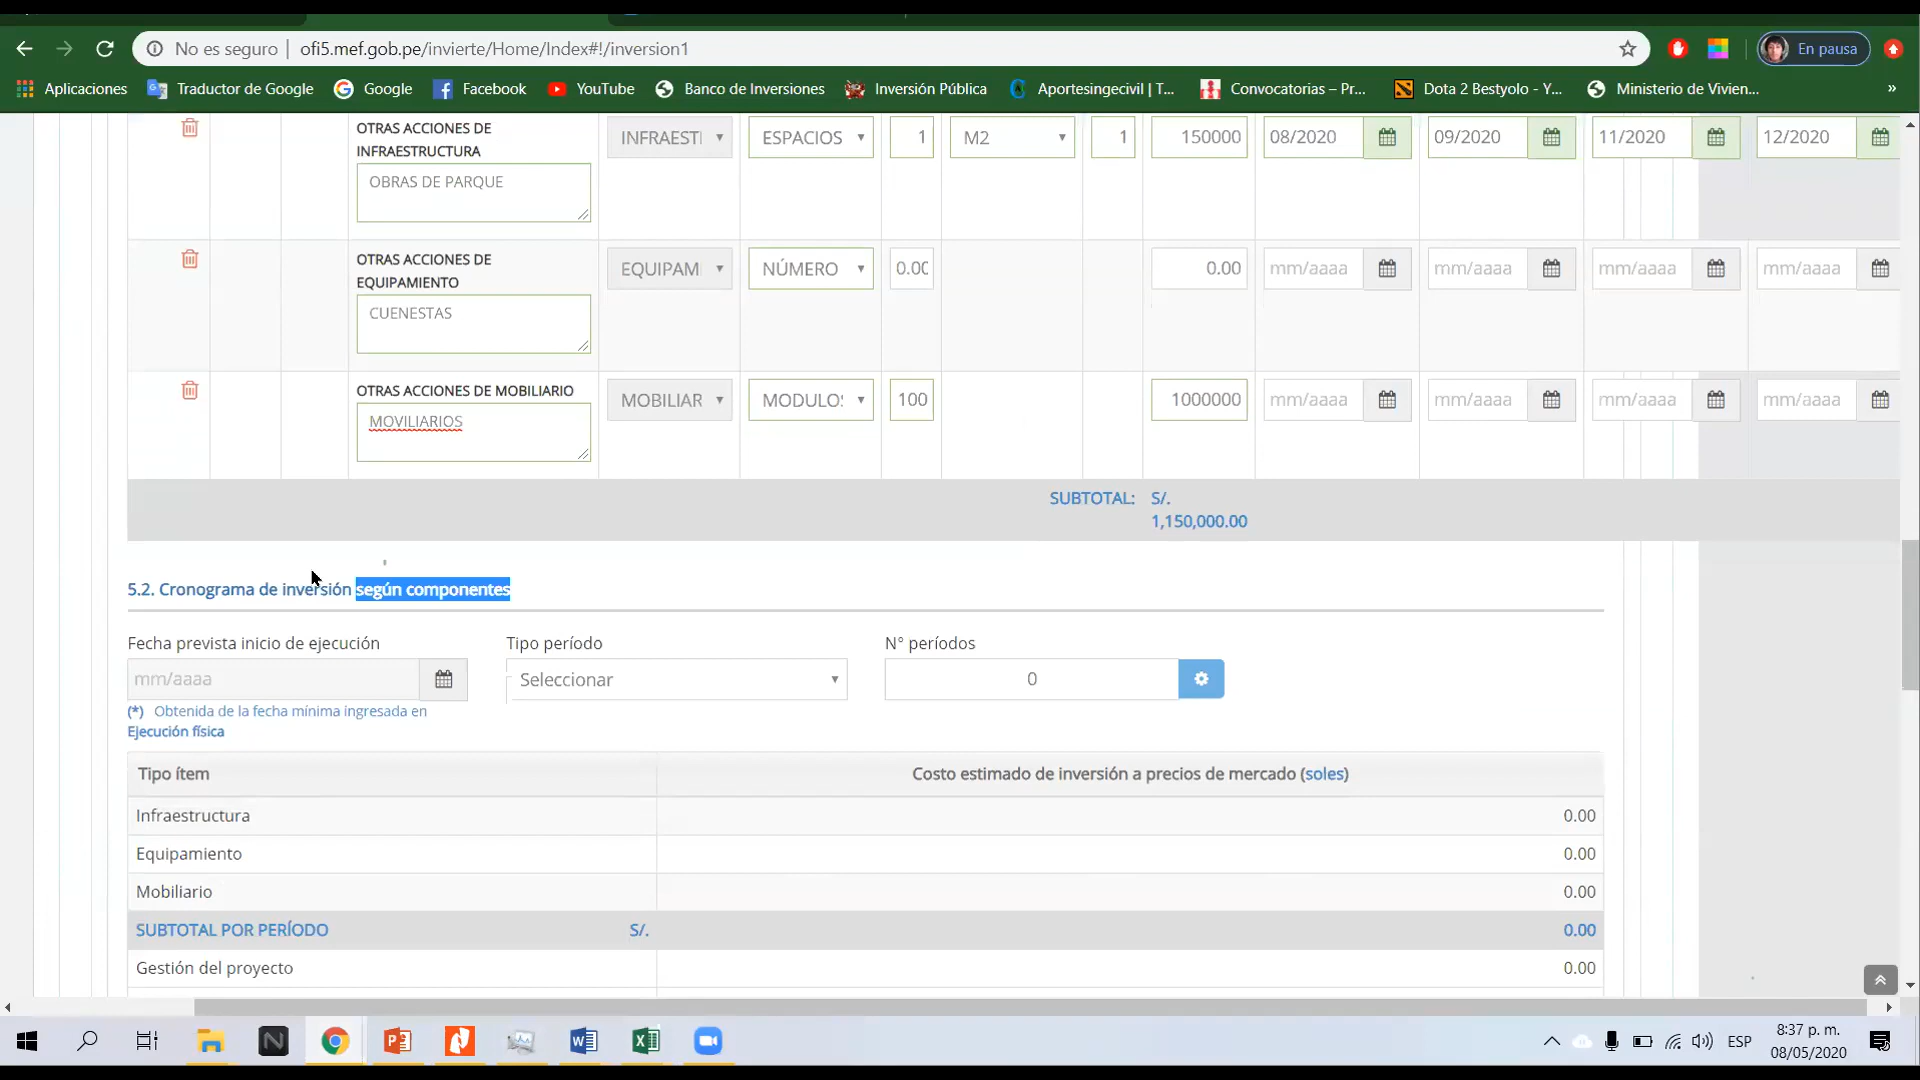 No es seguro | ofi5.mef.gob.pe/invierte/Home/Index#!/inversion1 En pausa
Aplicaciones Traductor de Google Google Facebook YouTube Banco de Inversiones Inversión Pública Aportesingecivil | T... Convocatorias – Pr... Dota 2 Bestyolo - Y... Ministerio de Vivien... »
OTRAS ACCIONES DE
INFRAESTRUCTURA
OBRAS DE PARQUE
INFRAEST ESPACIOS 1 M2 1 150000 08/2020 09/2020 11/2020 12/2020
OTRAS ACCIONES DE
EQUIPAMIENTO
CUENESTAS
EQUIPAM NÚMERO 0.00 0.00 mm/aaaa mm/aaaa mm/aaaa mm/aaaa
OTRAS ACCIONES DE MOBILIARIO
MOVILIARIOS
MOBILIAR MODULOS 100 1000000 mm/aaaa mm/aaaa mm/aaaa mm/aaaa
SUBTOTAL: S/.
1,150,000.00
5.2. Cronograma de inversión según componentes
Fecha prevista inicio de ejecución Tipo período N° períodos
mm/aaaa Seleccionar 0
(*) Obtenida de la fecha mínima ingresada en
Ejecución física
Tipo ítem Costo estimado de inversión a precios de mercado (soles)
Infraestructura 0.00
Equipamiento 0.00
Mobiliario 0.00
SUBTOTAL POR PERÍODO S/. 0.00
Gestión del proyecto 0.00
ESP 8:37 p. m.
08/05/2020